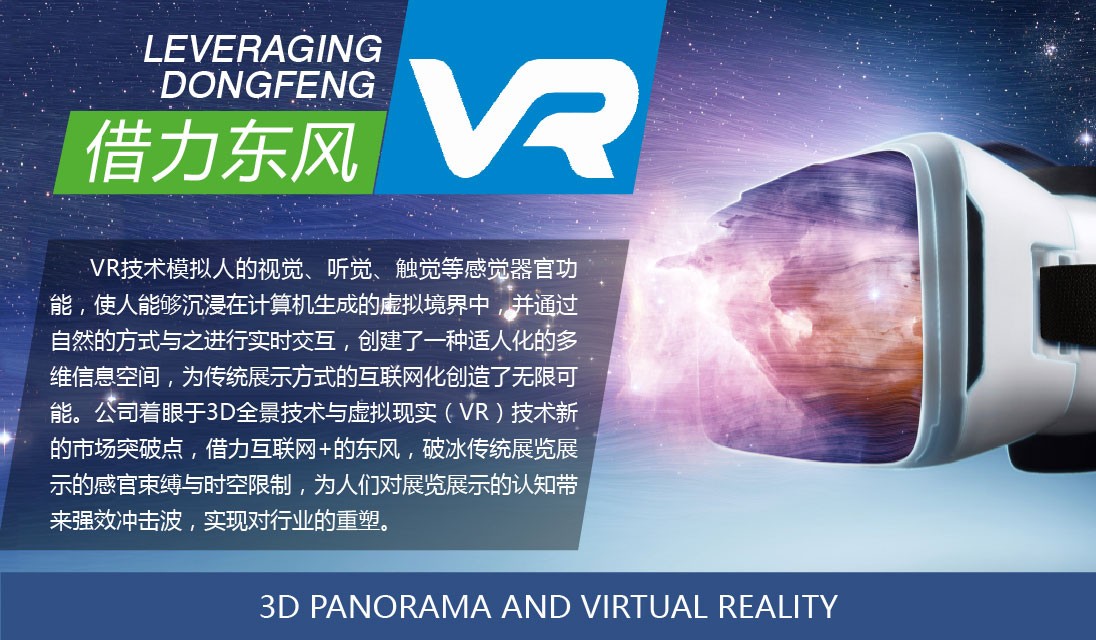 LEVERAGING
DONGFENG
借力东风
VR
VR技术模拟人的视觉、听觉、触觉等感觉器官功
能，使人能够沉浸在计算机生成的虚拟境界中，并通过
自然的方式与之进行实时交互，创建了一种适人化的多
维信息空间，为传统展示方式的互联网化创造了无限可
能。公司着眼于3D全景技术与虚拟现实（VR）技术新
的市场突破点，借力互联网+的东风，破冰传统展览展
示的感官束缚与时空限制，为人们对展览展示的认知带
来强效冲击波，实现对行业的重塑。
3D PANORAMA AND VIRTUAL REALITY